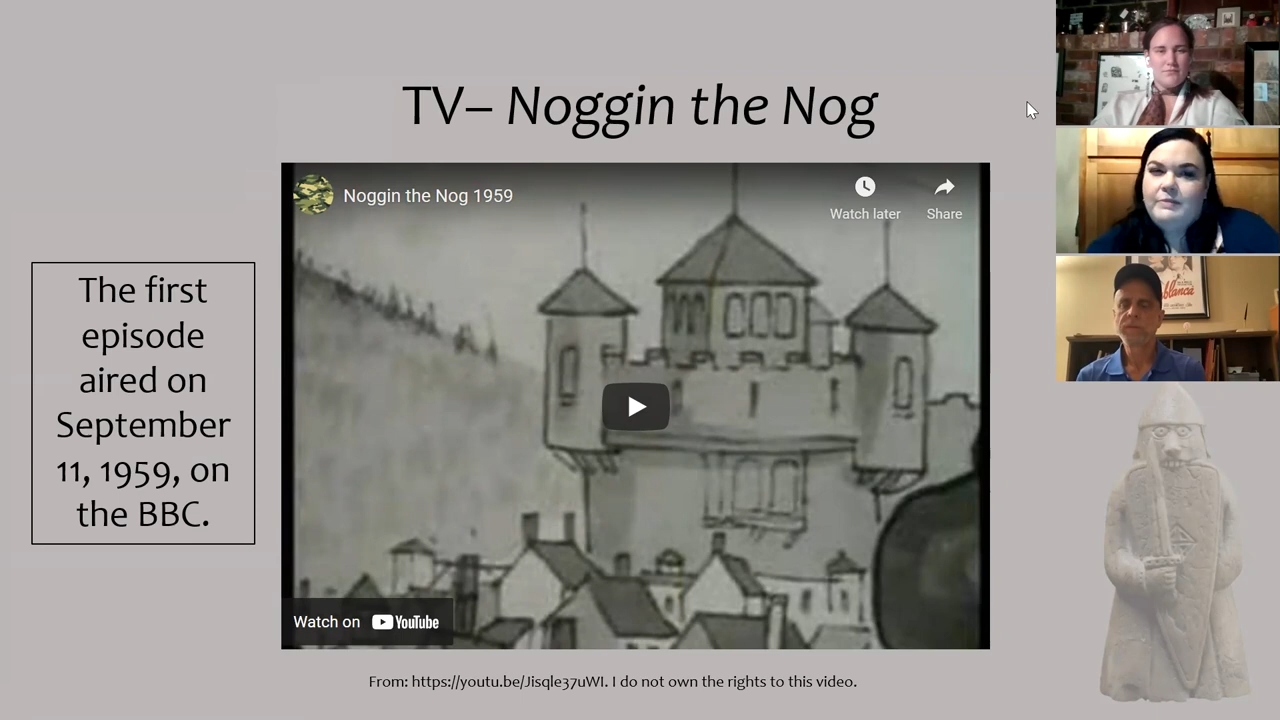 TV– Noggin the Nog
Noggin the Nog 1959
Watch later
Share
The first
episode
aired on
September
11, 1959, on
the BBC.
Watch on YouTube
From: https://youtu.be/Jisqle37uWI. I do not own the rights to this video.
ablanca